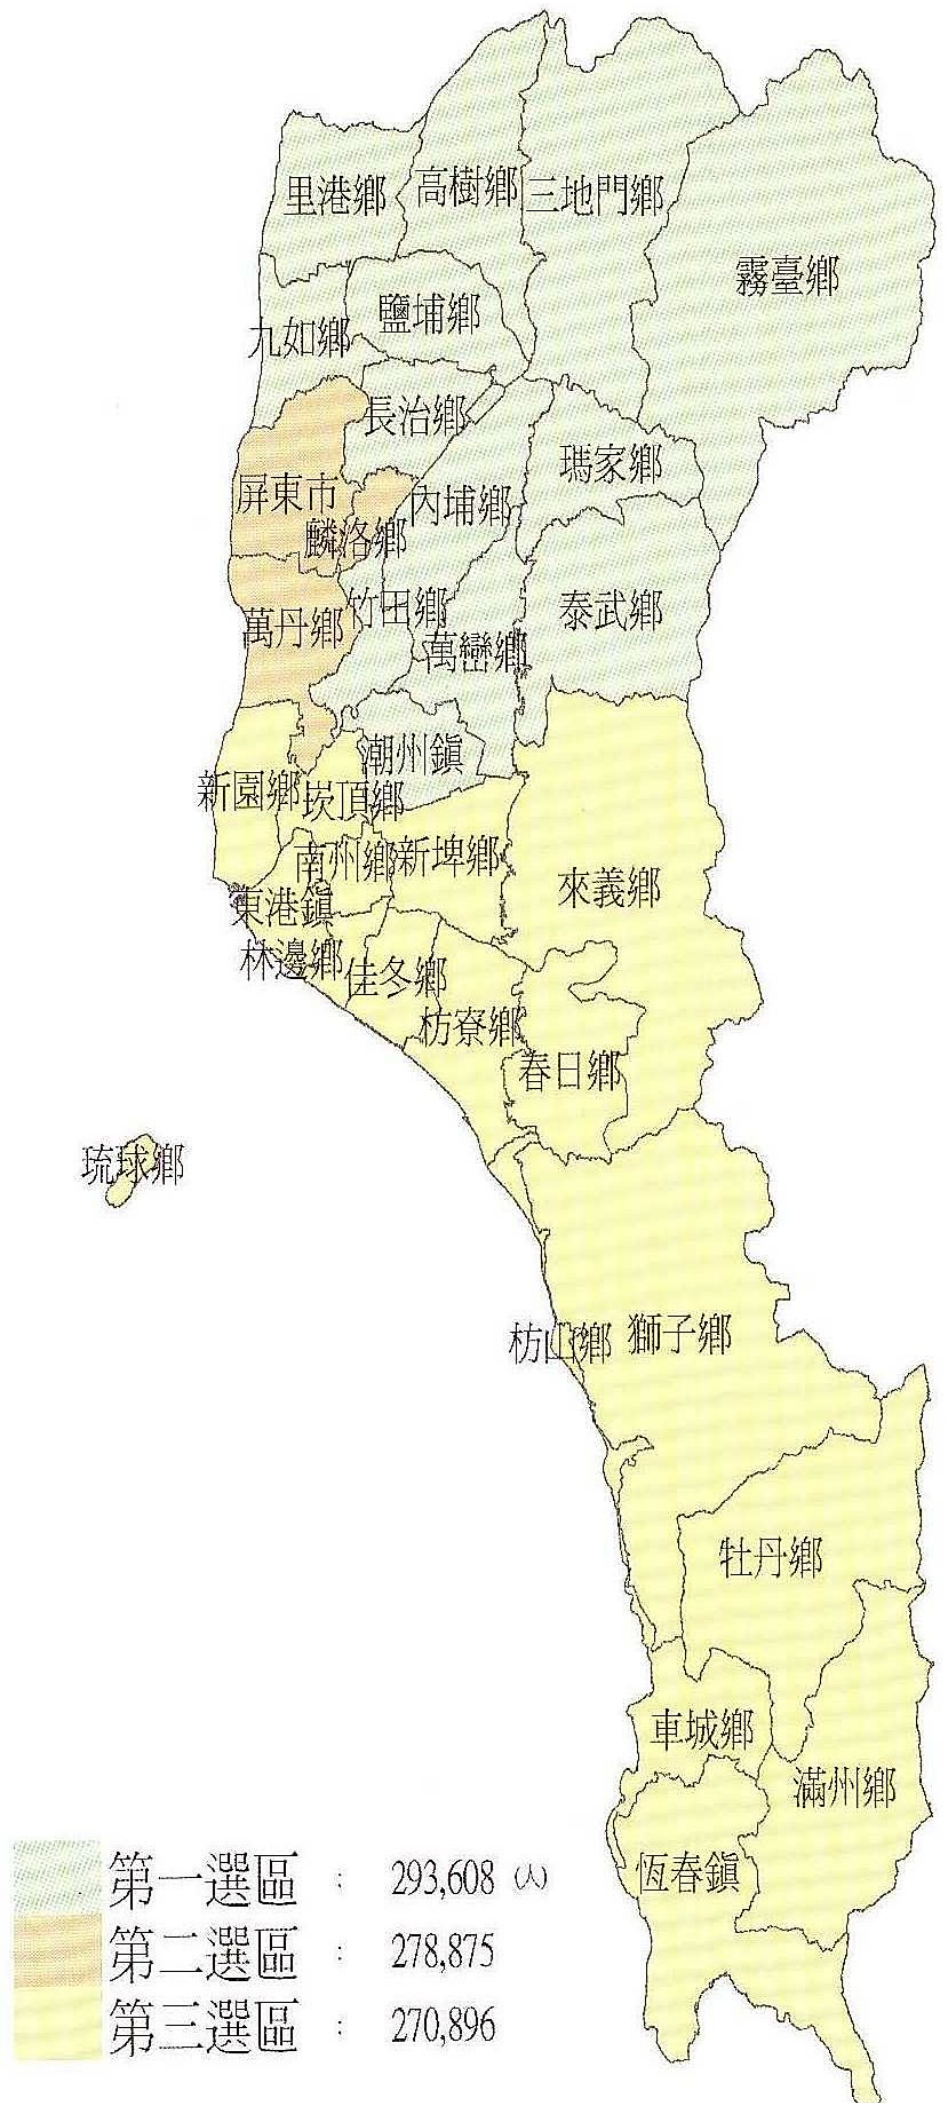 里港鄉
高樹鄉
三地門鄉
霧臺鄉
九如鄉
鹽埔鄉
長治鄉
瑪家鄉
屏東市
內埔鄉
麟洛鄉
竹田鄉
泰武鄉
萬丹鄉
萬巒鄉
潮州鎮
新園鄉
崁頂鄉
南州鄉
新埤鄉
來義鄉
東港鎮
林邊鄉
佳冬鄉
枋寮鄉
春日鄉
琉球鄉
枋山鄉
獅子鄉
牡丹鄉
車城鄉
滿州鄉
恆春鎮
第一選區 : 293,608 (人)
第二選區 : 278,875
第三選區 : 270,896